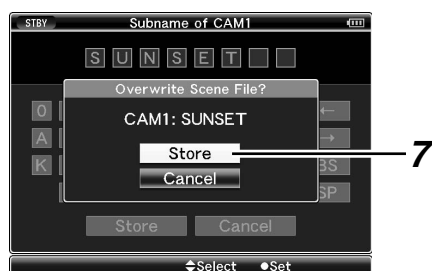 STBY Subname of CAM1
S U N S E T
Overwrite Scene File?
0 ←
CAM1: SUNSET
A →
Store 7
K BS
Cancel
SP
Store Cancel
Select Set